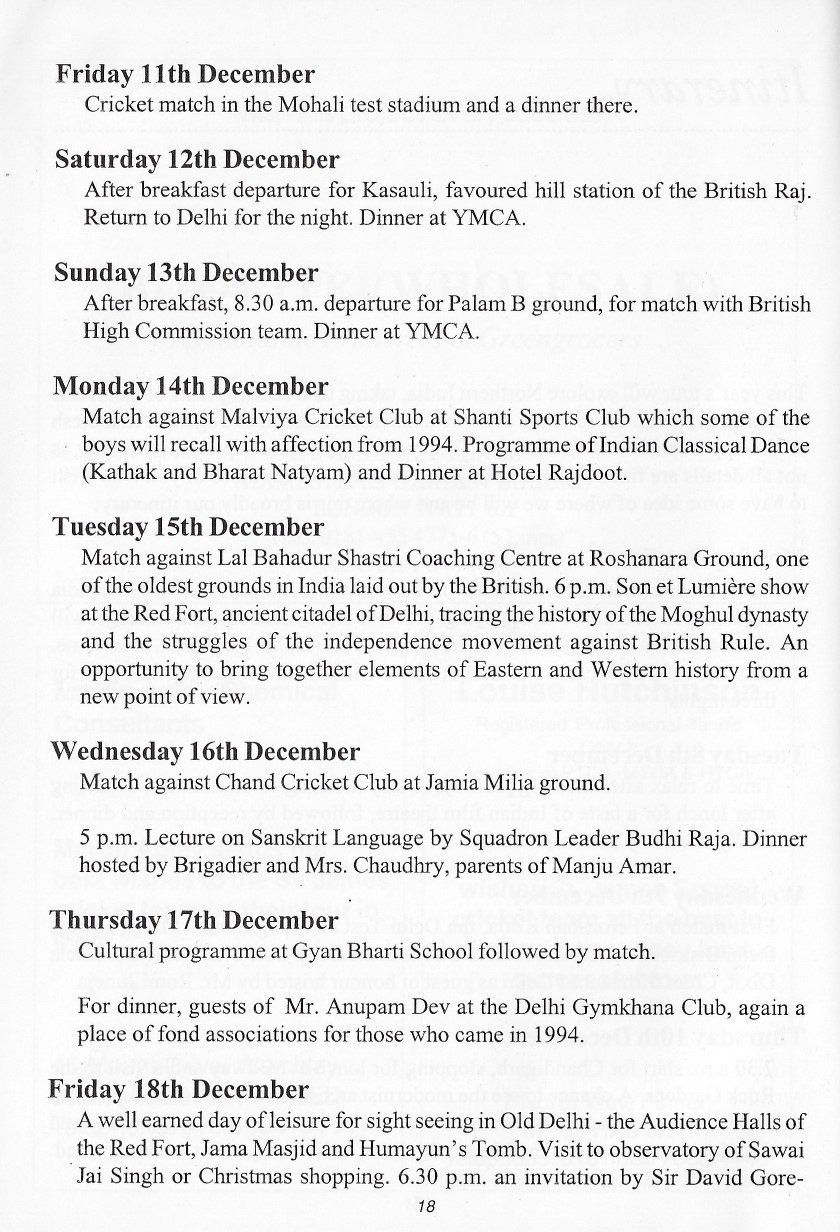 Friday 11th December
Cricket match in the Mohali test stadium and a dinner there.
Saturday 12th December
After breakfast departure for Kasauli, favoured hill station of the British Raj.
Return to Delhi for the night. Dinner at YMCA.
Sunday 13th December
After breakfast, 8.30 a.m. departure for Palam B ground, for match with British
High Commission team. Dinner at YMCA.
Monday 14th December
Match against Malviya Cricket Club at Shanti Sports Club which some of the
boys will recall with affection from 1994. Programme of Indian Classical Dance
(Kathak and Bharat Natyam) and Dinner at Hotel Rajdoot.
Tuesday 15th December
Match against Lal Bahadur Shastri Coaching Centre at Roshanara Ground, one
of the oldest grounds in India laid out by the British. 6 p.m. Son et Lumière show
at the Red Fort, ancient citadel of Delhi, tracing the history of the Moghul dynasty
and the struggles of the independence movement against British Rule. An
opportunity to bring together elements of Eastern and Western history from a
new point of view.
Wednesday 16th December
Match against Chand Cricket Club at Jamia Milia ground.
5 p.m. Lecture on Sanskrit Language by Squadron Leader Budhi Raja. Dinner
hosted by Brigadier and Mrs. Chaudhry, parents of Manju Amar.
Thursday 17th December
Cultural programme at Gyan Bharti School followed by match.
For dinner, guests of Mr. Anupam Dev at the Delhi Gymkhana Club, again a
place of fond associations for those who came in 1994.
Friday 18th December
A well earned day of leisure for sight seeing in Old Delhi - the Audience Halls of
the Red Fort, Jama Masjid and Humayun's Tomb. Visit to observatory of Sawai
Jai Singh or Christmas shopping. 6.30 p.m. an invitation by Sir David Gore-
18